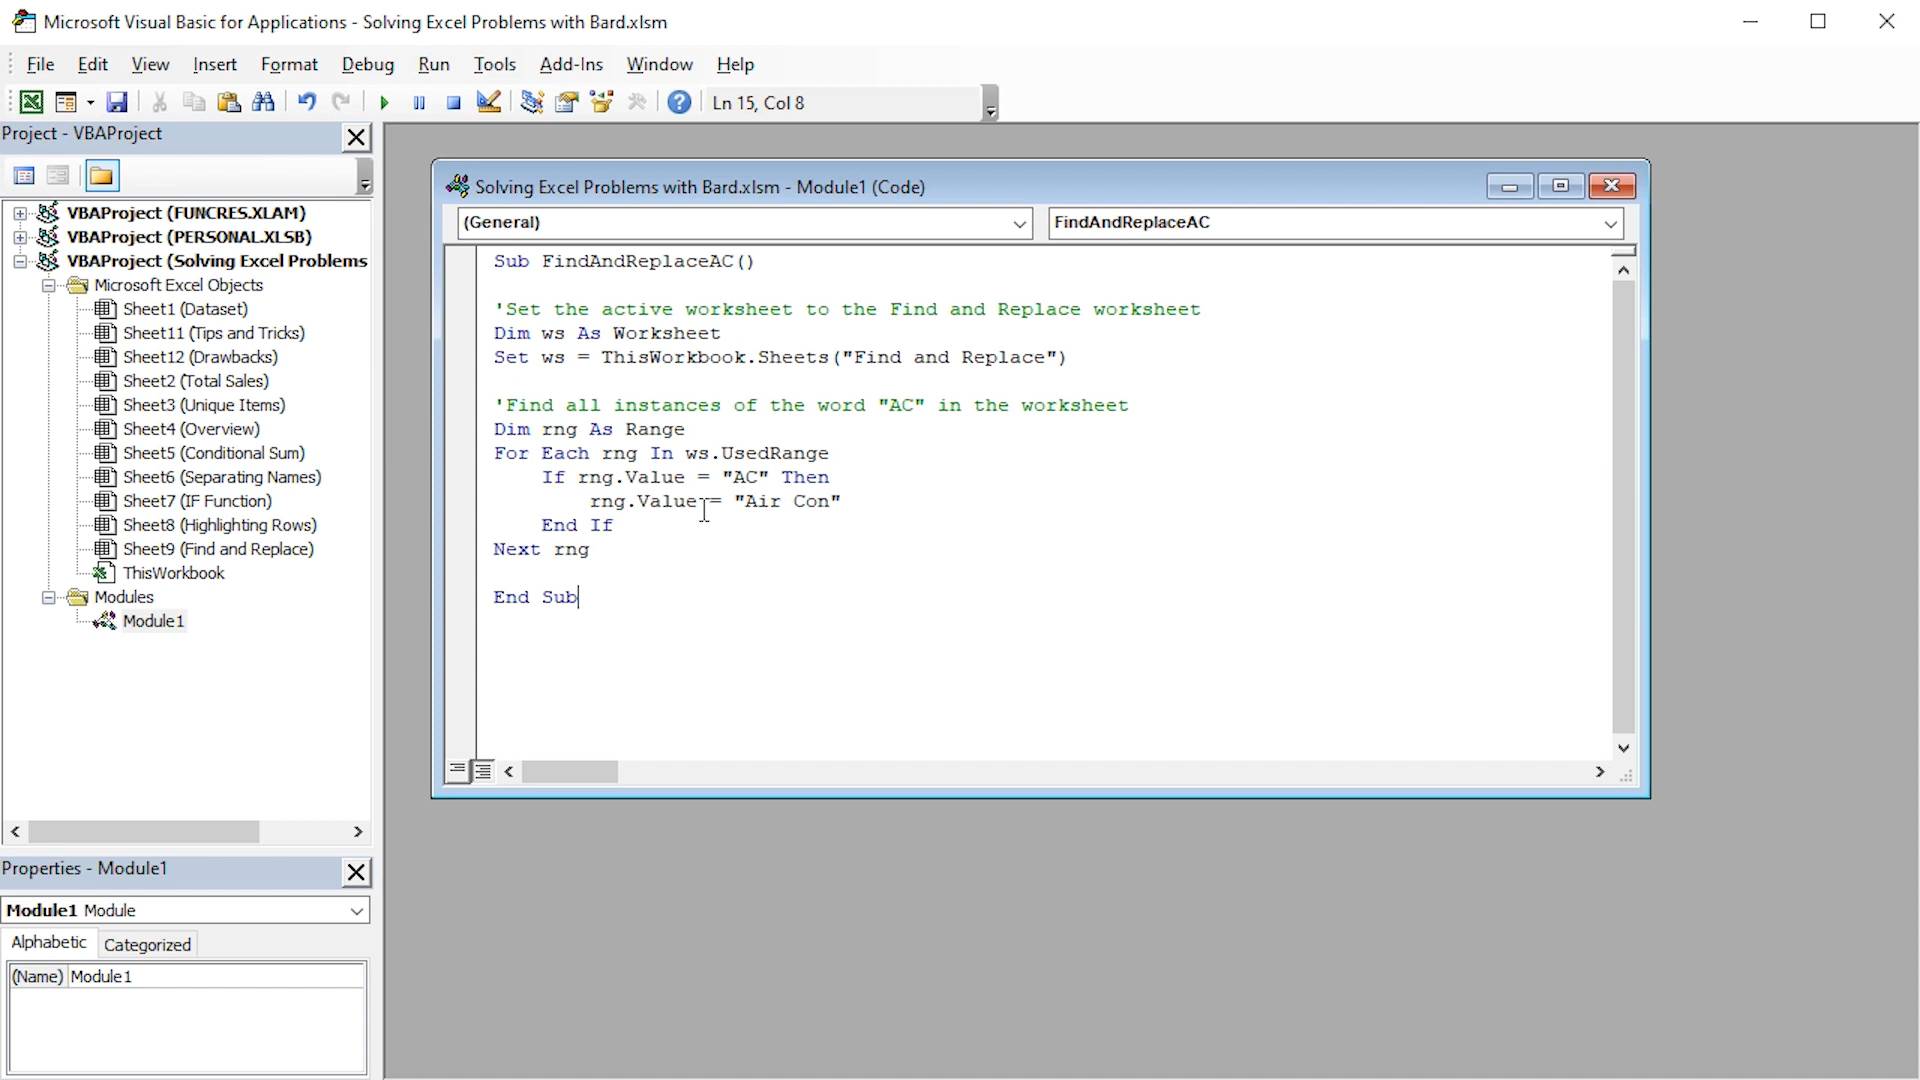 Microsoft Visual Basic for Applications - Solving Excel Problems with Bard.xlsm
File Edit View Insert Format Debug Run Tools Add-Ins Window Help
Ln 15, Col 8
Project - VBAProject
VBAProject (FUNCRES.XLAM)
VBAProject (PERSONAL.XLSB)
VBAProject (Solving Excel Problems
Microsoft Excel Objects
Sheet1 (Dataset)
Sheet11 (Tips and Tricks)
Sheet12 (Drawbacks)
Sheet2 (Total Sales)
Sheet3 (Unique Items)
Sheet4 (Overview)
Sheet5 (Conditional Sum)
Sheet6 (Separating Names)
Sheet7 (IF Function)
Sheet8 (Highlighting Rows)
Sheet9 (Find and Replace)
ThisWorkbook
Modules
Module1
Properties - Module1
Module1 Module
Alphabetic Categorized
(Name) Module1
Solving Excel Problems with Bard.xlsm - Module1 (Code)
(General) FindAndReplaceAC
Sub FindAndReplaceAC()
'Set the active worksheet to the Find and Replace worksheet
Dim ws As Worksheet
Set ws = ThisWorkbook.Sheets("Find and Replace")
'Find all instances of the word "AC" in the worksheet
Dim rng As Range
For Each rng In ws.UsedRange
If rng.Value = "AC" Then
rng.Value = "Air Con"
End If
Next rng
End Sub